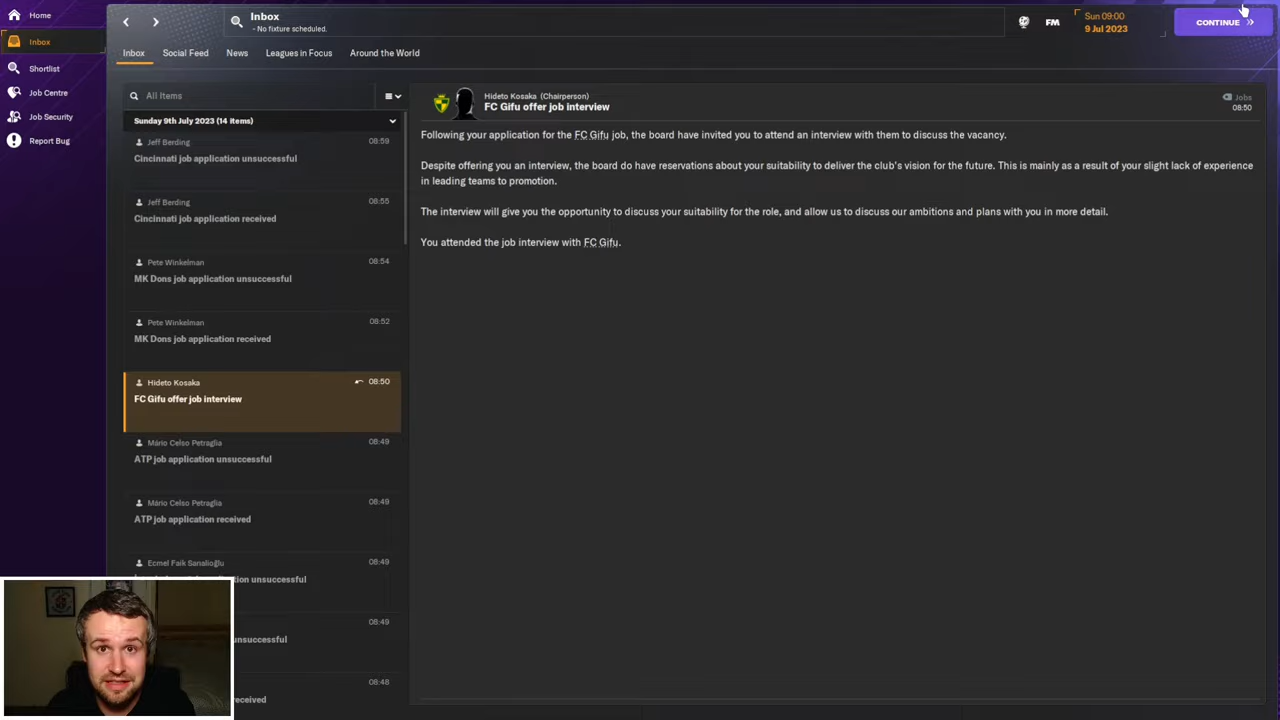 Home
Inbox
Shortlist
Job Centre
Job Security
Report Bug
Inbox
- No fixture scheduled.
FM
Sun 09:00
9 Jul 2023
CONTINUE
Inbox
Social Feed
News
Leagues in Focus
Around the World
All Items
Sunday 9th July 2023 (14 items)
Jeff Berding 08:59
Cincinnati job application unsuccessful
Jeff Berding 08:55
Cincinnati job application received
Pete Winkelman 08:54
MK Dons job application unsuccessful
Pete Winkelman 08:52
MK Dons job application received
Hideto Kosaka 08:50
FC Gifu offer job interview
Mário Celso Petraglia 08:49
ATP job application unsuccessful
Mário Celso Petraglia 08:49
ATP job application received
Ecmel Faik Sarıalioğlu 08:49
unsuccessful
08:49
unsuccessful
08:48
received
Hideto Kosaka (Chairperson)
FC Gifu offer job interview
Jobs
08:50
Following your application for the FC Gifu job, the board have invited you to attend an interview with them to discuss the vacancy.
Despite offering you an interview, the board do have reservations about your suitability to deliver the club's vision for the future. This is mainly as a result of your slight lack of experience
in leading teams to promotion.
The interview will give you the opportunity to discuss your suitability for the role, and allow us to discuss our ambitions and plans with you in more detail.
You attended the job interview with FC Gifu.